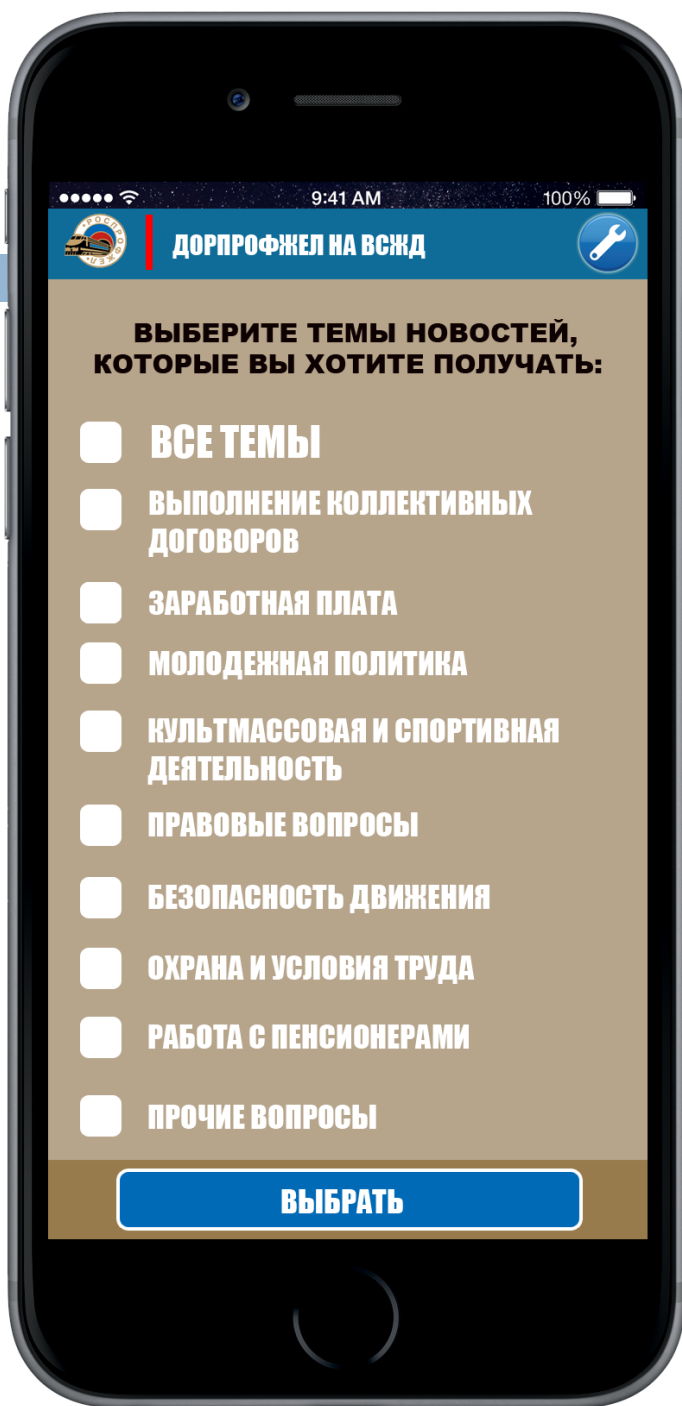 9:41 AM
100%
РОСПРОФЖЕЛ
ДОРПРОФЖЕЛ НА ВСЖД
ВЫБЕРИТЕ ТЕМЫ НОВОСТЕЙ,
КОТОРЫЕ ВЫ ХОТИТЕ ПОЛУЧАТЬ:
ВСЕ ТЕМЫ
ВЫПОЛНЕНИЕ КОЛЛЕКТИВНЫХ
ДОГОВОРОВ
ЗАРАБОТНАЯ ПЛАТА
МОЛОДЕЖНАЯ ПОЛИТИКА
КУЛЬТМАССОВАЯ И СПОРТИВНАЯ
ДЕЯТЕЛЬНОСТЬ
ПРАВОВЫЕ ВОПРОСЫ
БЕЗОПАСНОСТЬ ДВИЖЕНИЯ
ОХРАНА И УСЛОВИЯ ТРУДА
РАБОТА С ПЕНСИОНЕРАМИ
ПРОЧИЕ ВОПРОСЫ
ВЫБРАТЬ